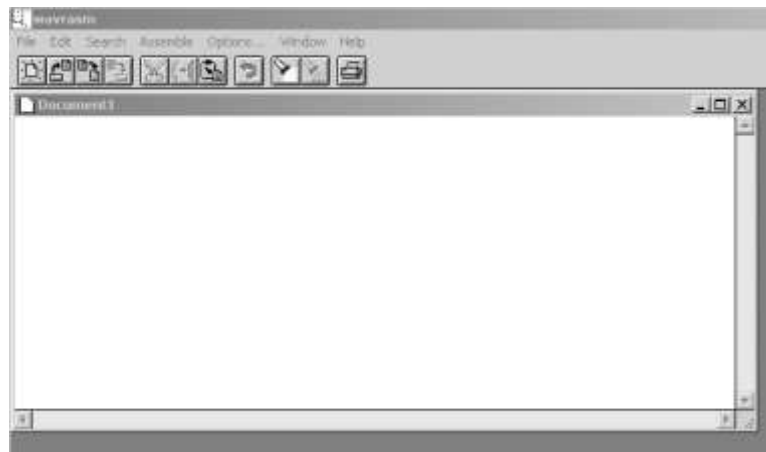 wavrasm
File Edit Search Assemble Options... Window Help
Document1